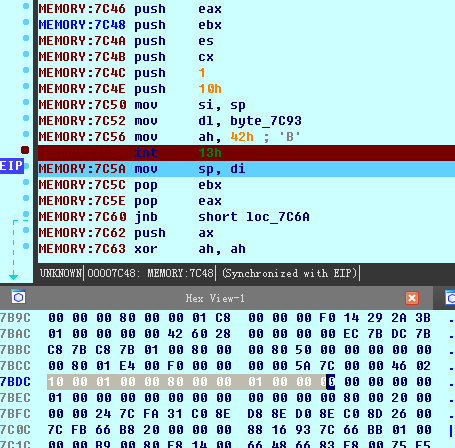 MEMORY:7C46 push eax
MEMORY:7C48 push ebx
MEMORY:7C4A push es
MEMORY:7C4B push cx
MEMORY:7C4C push 1
MEMORY:7C4E push 10h
MEMORY:7C50 mov si, sp
MEMORY:7C52 mov dl, byte_7C93
MEMORY:7C56 mov ah, 42h ; 'B'
int 13h
EIP MEMORY:7C5A mov sp, di
MEMORY:7C5C pop ebx
MEMORY:7C5E pop eax
MEMORY:7C60 jnb short loc_7C6A
MEMORY:7C62 push ax
MEMORY:7C63 xor ah, ah
UNKNOWN 00007C48: MEMORY:7C48 (Synchronized with EIP)
Hex View-1
7B9C 00 00 00 80 00 00 01 C8 00 00 00 F0 14 29 2A 3B
7BAC 01 00 00 00 00 42 60 28 00 00 00 00 EC 7B DC 7B
7BBC C8 7B C8 7B 01 00 80 00 00 80 50 00 00 00 00 00
7BCC 00 80 01 E4 00 F0 00 00 00 00 5A 7C 00 00 46 02
7BDC 10 00 01 00 00 80 00 00 01 00 00 00 00 00 00 00
7BEC 01 00 00 00 00 00 00 00 00 00 00 00 80 00 20 00
7BFC 00 00 24 7C FA 31 C0 8E D8 8E D0 8E C0 8D 26 00
7C0C 7C FB 66 B8 20 00 00 00 88 16 93 7C 66 BB 01 00
7C1C 00 00 B9 00 80 E8 14 00 66 48 66 83 E8 00 75 F5